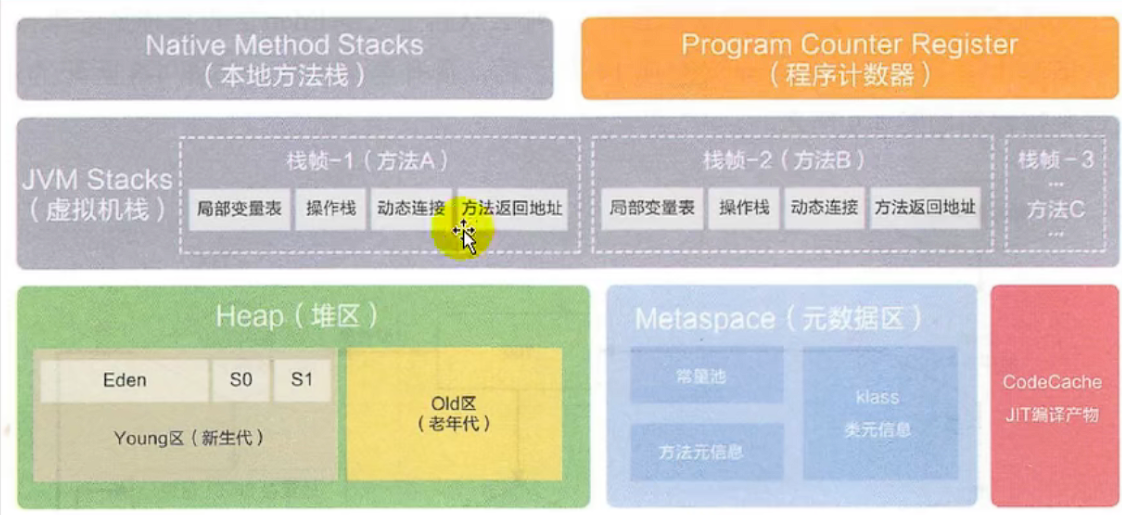 Native Method Stacks
（本地方法栈）
Program Counter Register
（程序计数器）
JVM Stacks
（虚拟机栈）
栈帧-1（方法A）
局部变量表
操作栈
动态连接
方法返回地址
栈帧-2（方法B）
局部变量表
操作栈
动态连接
方法返回地址
栈帧-3
...
方法C
...
Heap（堆区）
Eden
S0
S1
Young区（新生代）
Old区
（老年代）
Metaspace（元数据区）
常量池
方法元信息
klass
类元信息
CodeCache
JIT编译产物